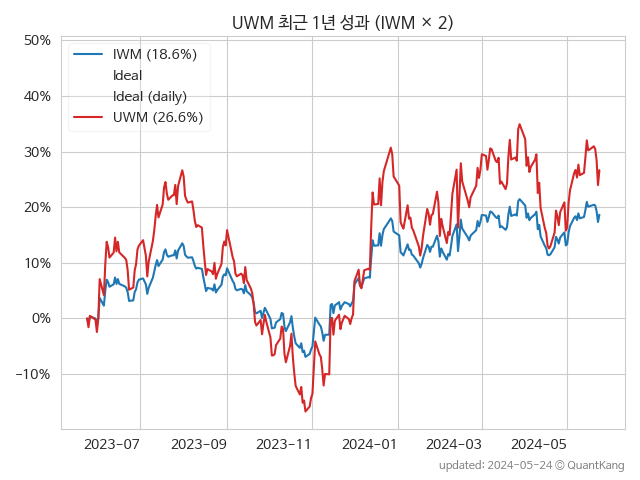 UWM 최근 1년 성과 (IWM × 2)
50%
40%
30%
20%
10%
0%
−10%
IWM (18.6%)
Ideal
Ideal (daily)
UWM (26.6%)
2023−07
2023−09
2023−11
2024−01
2024−03
2024−05
updated: 2024-05-24 © QuantKang